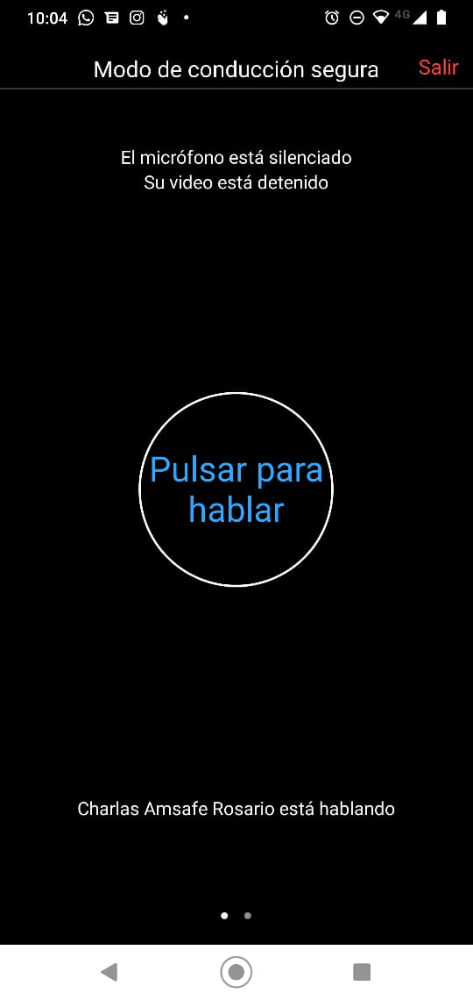 10:04
4G
Modo de conducción segura
Salir
El micrófono está silenciado
Su video está detenido
Pulsar para
hablar
Charlas Amsafe Rosario está hablando